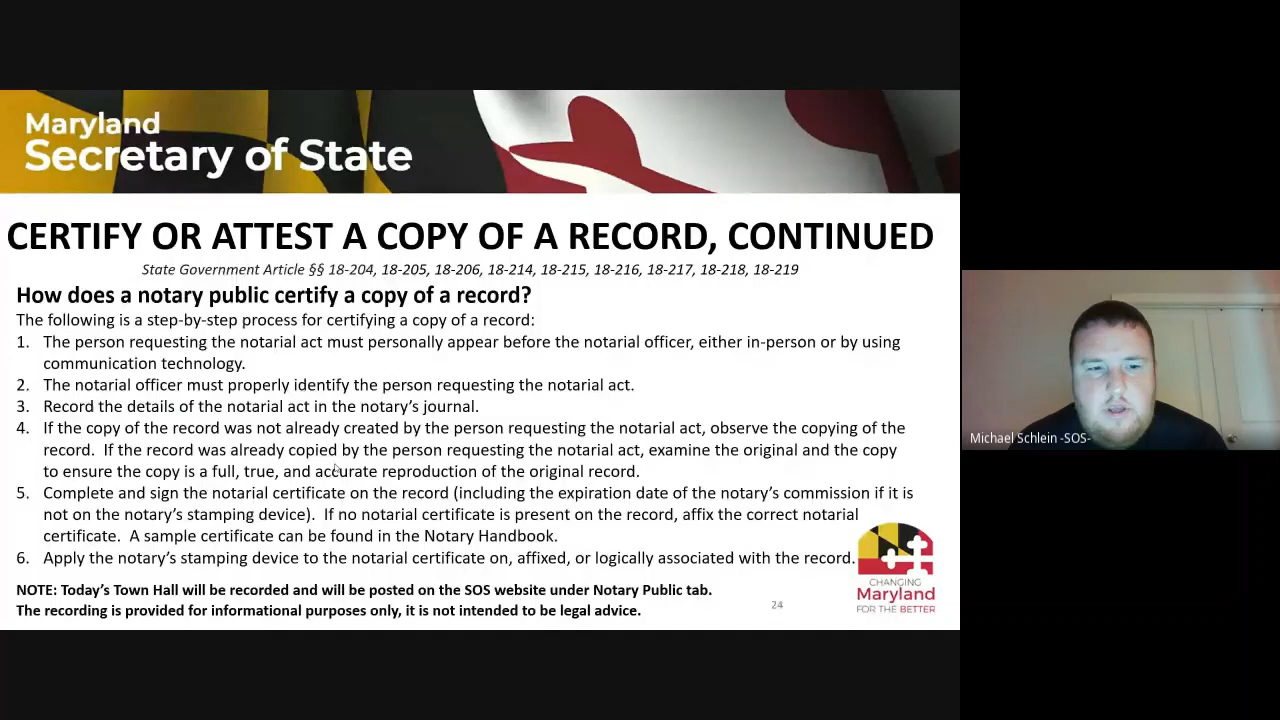 Maryland
Secretary of State
CERTIFY OR ATTEST A COPY OF A RECORD, CONTINUED
State Government Article §§ 18-204, 18-205, 18-206, 18-214, 18-215, 18-216, 18-217, 18-218, 18-219
How does a notary public certify a copy of a record?
The following is a step-by-step process for certifying a copy of a record:
1. The person requesting the notarial act must personally appear before the notarial officer, either in-person or by using
communication technology.
2. The notarial officer must properly identify the person requesting the notarial act.
3. Record the details of the notarial act in the notary's journal.
4. If the copy of the record was not already created by the person requesting the notarial act, observe the copying of the
record. If the record was already copied by the person requesting the notarial act, examine the original and the copy
to ensure the copy is a full, true, and accurate reproduction of the original record.
5. Complete and sign the notarial certificate on the record (including the expiration date of the notary's commission if it is
not on the notary's stamping device). If no notarial certificate is present on the record, affix the correct notarial
certificate. A sample certificate can be found in the Notary Handbook.
6. Apply the notary's stamping device to the notarial certificate on, affixed, or logically associated with the record.
NOTE: Today's Town Hall will be recorded and will be posted on the SOS website under Notary Public tab.
The recording is provided for informational purposes only, it is not intended to be legal advice.
24
CHANGING
Maryland
FOR THE BETTER
Michael Schlein -SOS-